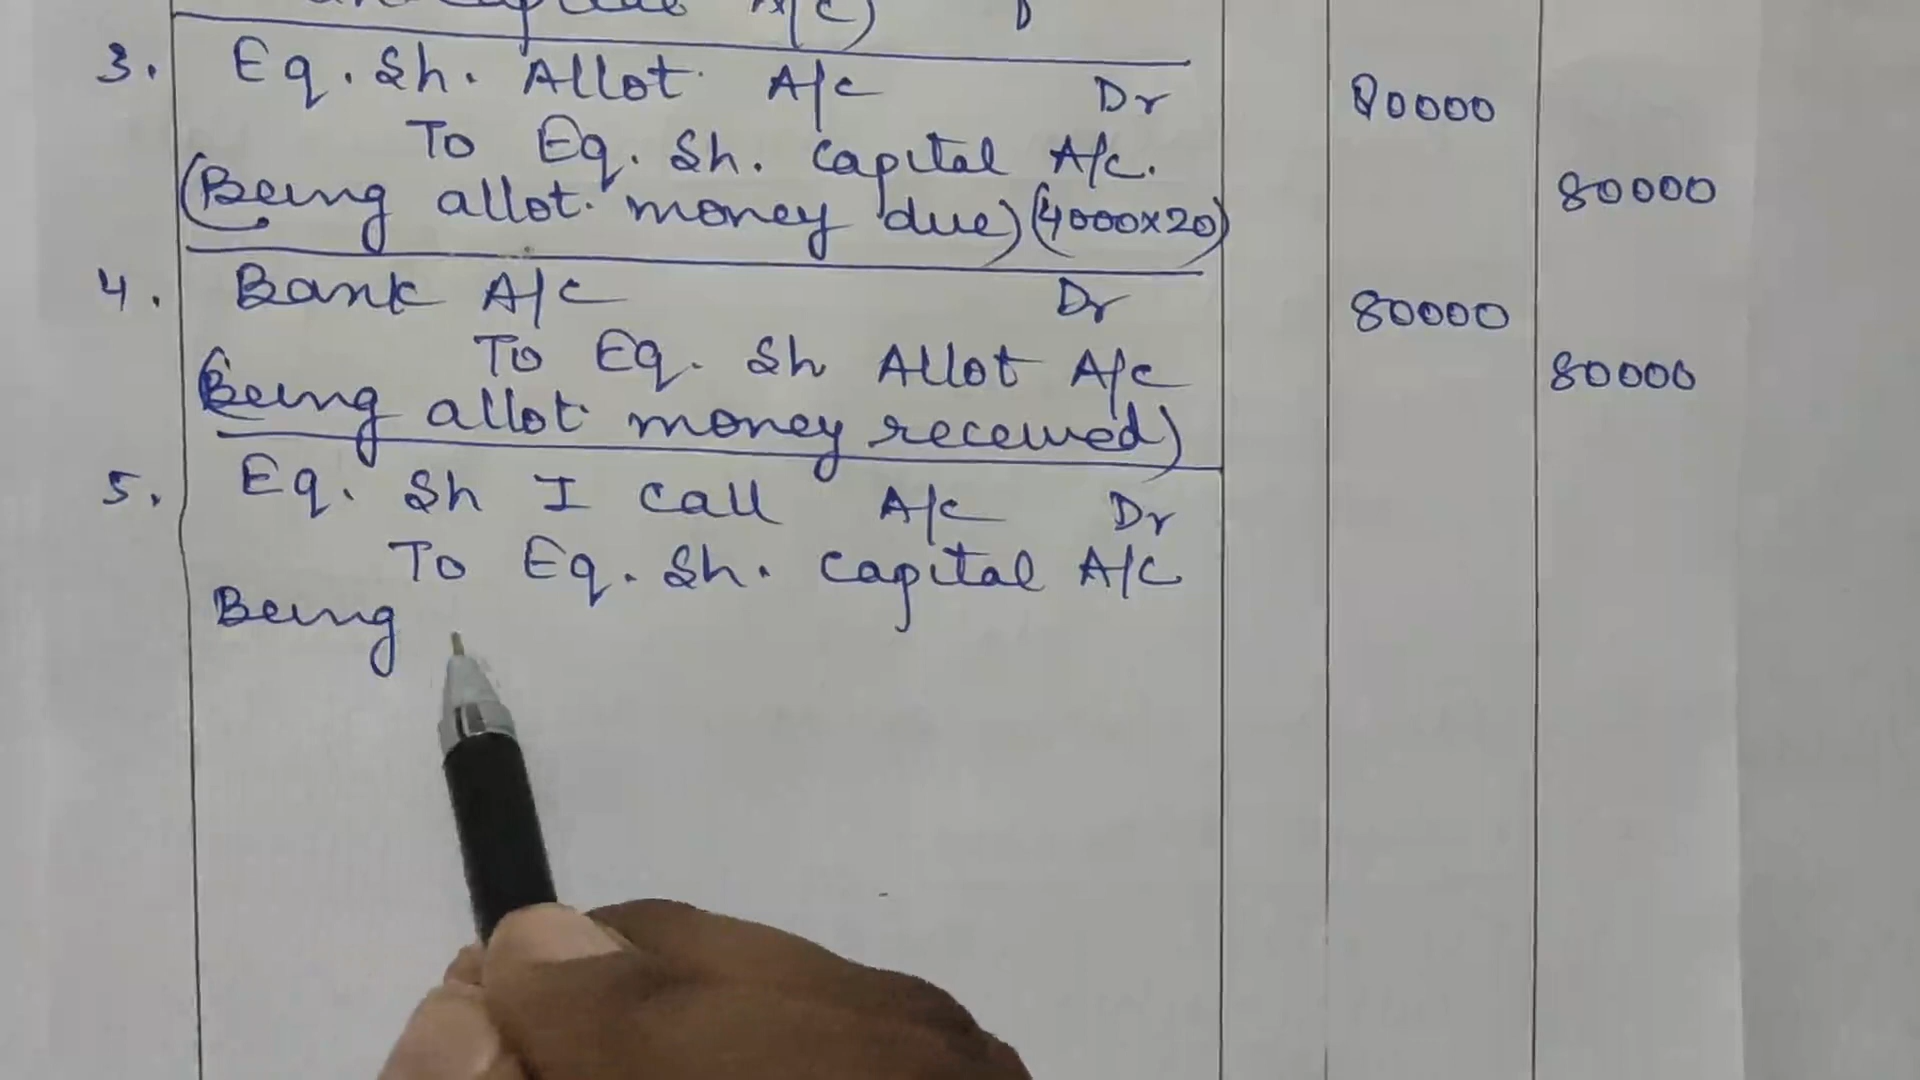 A/C)
3. Eq. Sh. Allot. A/c Dr 80000
To Eq. Sh. Capital A/c. 80000
(Being allot. money due) (4000×20)
4. Bank A/c Dr 80000
To Eq. Sh Allot A/c 80000
(Being allot money received)
5. Eq. Sh I call A/c Dr
To Eq. Sh. Capital A/c
Being